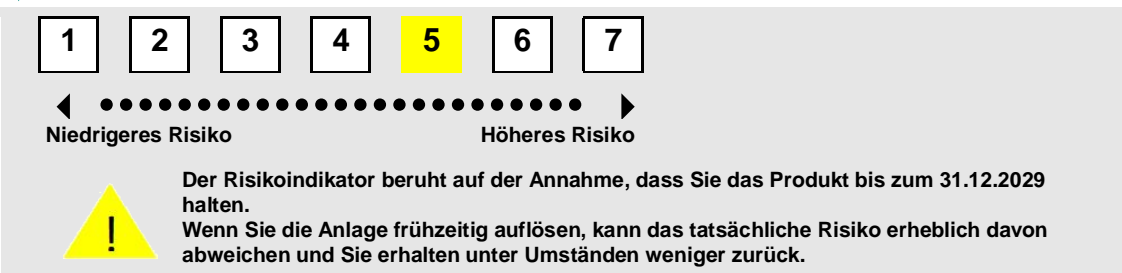 1 2 3 4 5 6 7
Niedrigeres Risiko Höheres Risiko
Der Risikoindikator beruht auf der Annahme, dass Sie das Produkt bis zum 31.12.2029
halten.
Wenn Sie die Anlage frühzeitig auflösen, kann das tatsächliche Risiko erheblich davon
abweichen und Sie erhalten unter Umständen weniger zurück.
!